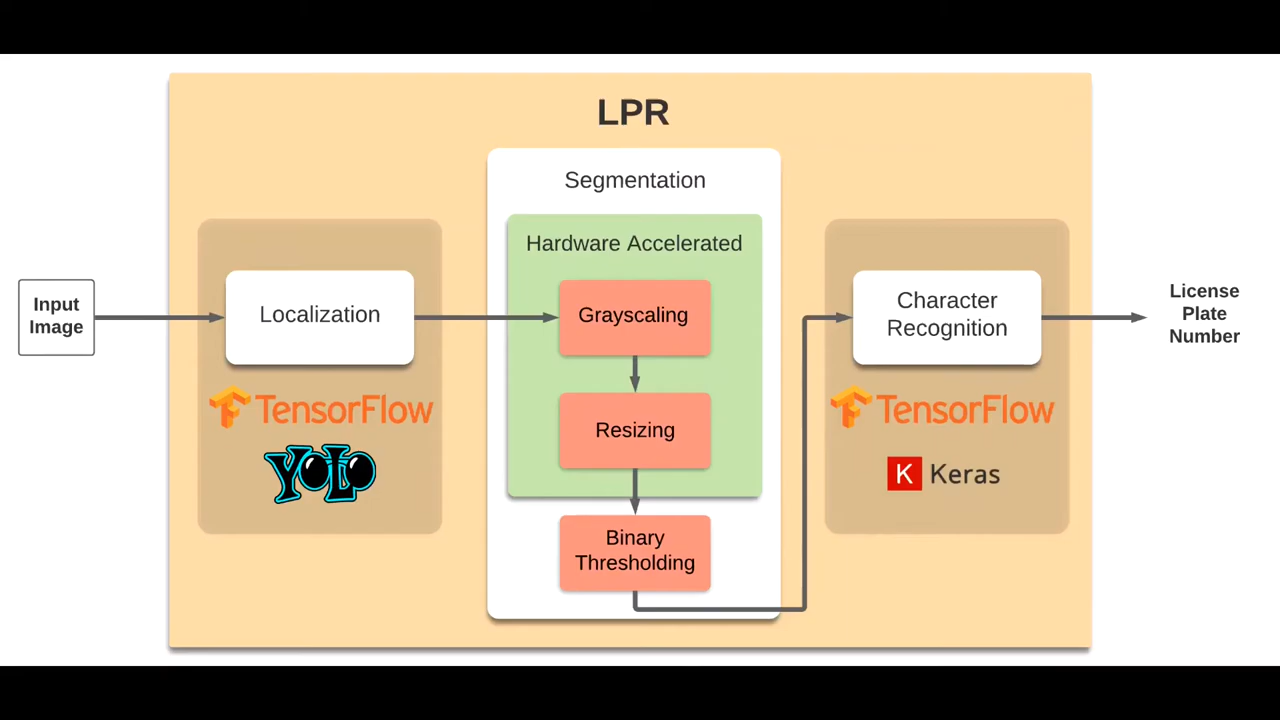 LPR
Segmentation
Hardware Accelerated
Input
Image
Localization
TensorFlow
YOLO
Grayscaling
Resizing
Binary
Thresholding
Character
Recognition
TensorFlow
K Keras
License
Plate
Number